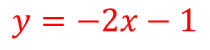 𝑦 = −2𝑥 − 1